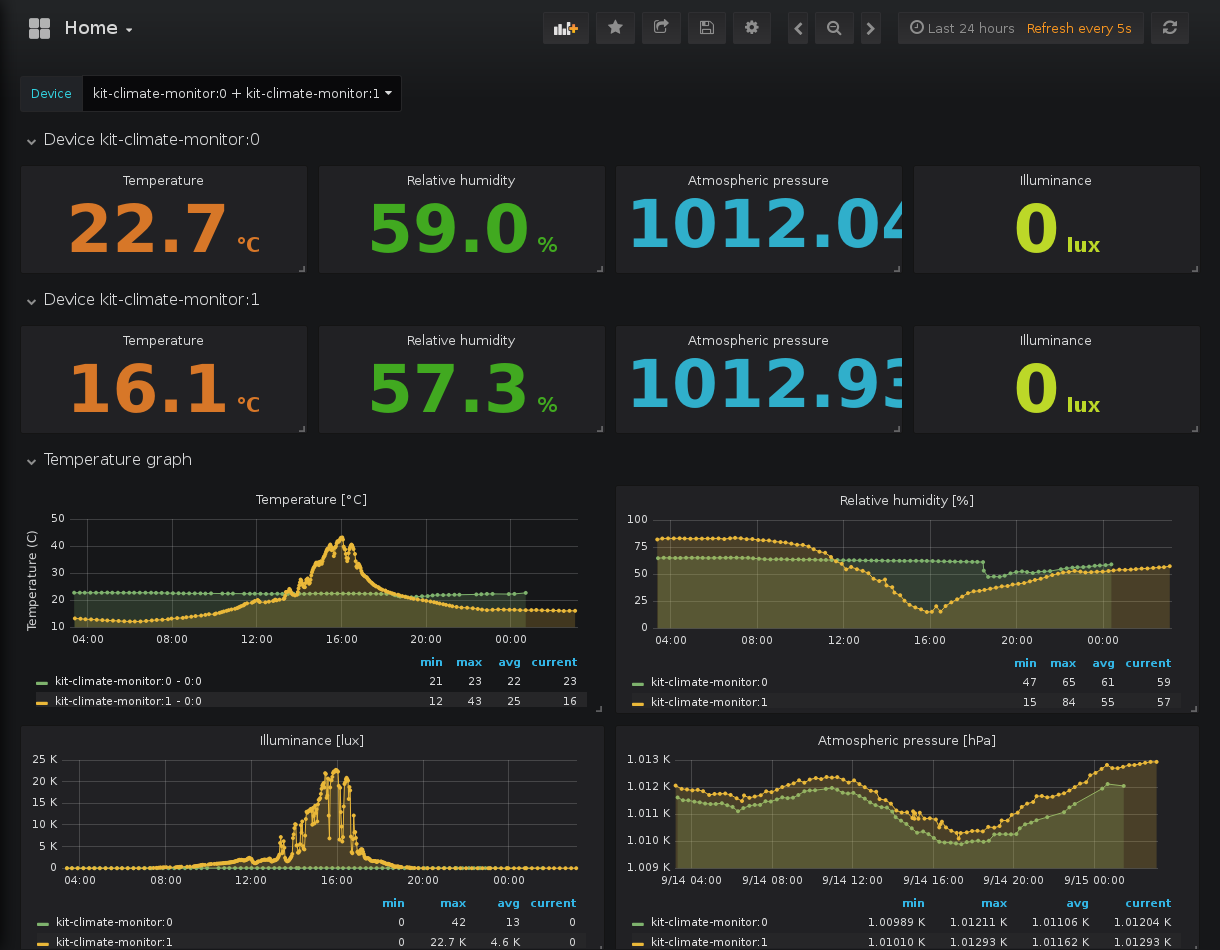 Home
Last 24 hours Refresh every 5s
Device kit-climate-monitor:0 + kit-climate-monitor:1
Device kit-climate-monitor:0
Temperature Relative humidity Atmospheric pressure Illuminance
22.7 °C 59.0 % 1012.04 0 lux
Device kit-climate-monitor:1
Temperature Relative humidity Atmospheric pressure Illuminance
16.1 °C 57.3 % 1012.93 0 lux
Temperature graph
Temperature [°C]
Temperature (C)
50
40
30
20
10
04:00 08:00 12:00 16:00 20:00 00:00
min max avg current
kit-climate-monitor:0 - 0:0 21 23 22 23
kit-climate-monitor:1 - 0:0 12 43 25 16
Relative humidity [%]
100
75
50
25
0
04:00 08:00 12:00 16:00 20:00 00:00
min max avg current
kit-climate-monitor:0 47 65 61 59
kit-climate-monitor:1 15 84 55 57
Illuminance [lux]
25 K
20 K
15 K
10 K
5 K
0
04:00 08:00 12:00 16:00 20:00 00:00
min max avg current
kit-climate-monitor:0 0 42 13 0
kit-climate-monitor:1 0 22.7 K 4.6 K 0
Atmospheric pressure [hPa]
1.013 K
1.012 K
1.011 K
1.010 K
1.009 K
9/14 04:00 9/14 08:00 9/14 12:00 9/14 16:00 9/14 20:00 9/15 00:00
min max avg current
kit-climate-monitor:0 1.00989 K 1.01211 K 1.01106 K 1.01204 K
kit-climate-monitor:1 1.01010 K 1.01293 K 1.01162 K 1.01293 K